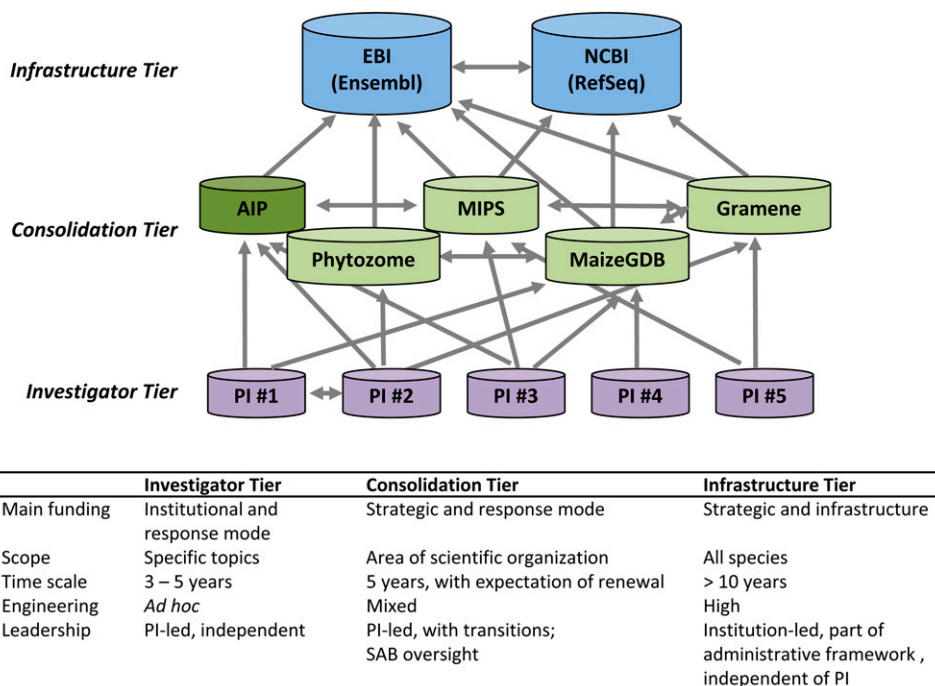 Infrastructure Tier
EBI
(Ensembl)
NCBI
(RefSeq)
Consolidation Tier
AIP
MIPS
Gramene
Phytozome
MaizeGDB
Investigator Tier
PI #1
PI #2
PI #3
PI #4
PI #5
Investigator Tier Consolidation Tier Infrastructure Tier
Main funding Institutional and Strategic and response mode Strategic and infrastructure
response mode
Scope Specific topics Area of scientific organization All species
Time scale 3 – 5 years 5 years, with expectation of renewal > 10 years
Engineering Ad hoc Mixed High
Leadership PI-led, independent PI-led, with transitions; Institution-led, part of
SAB oversight administrative framework ,
independent of PI